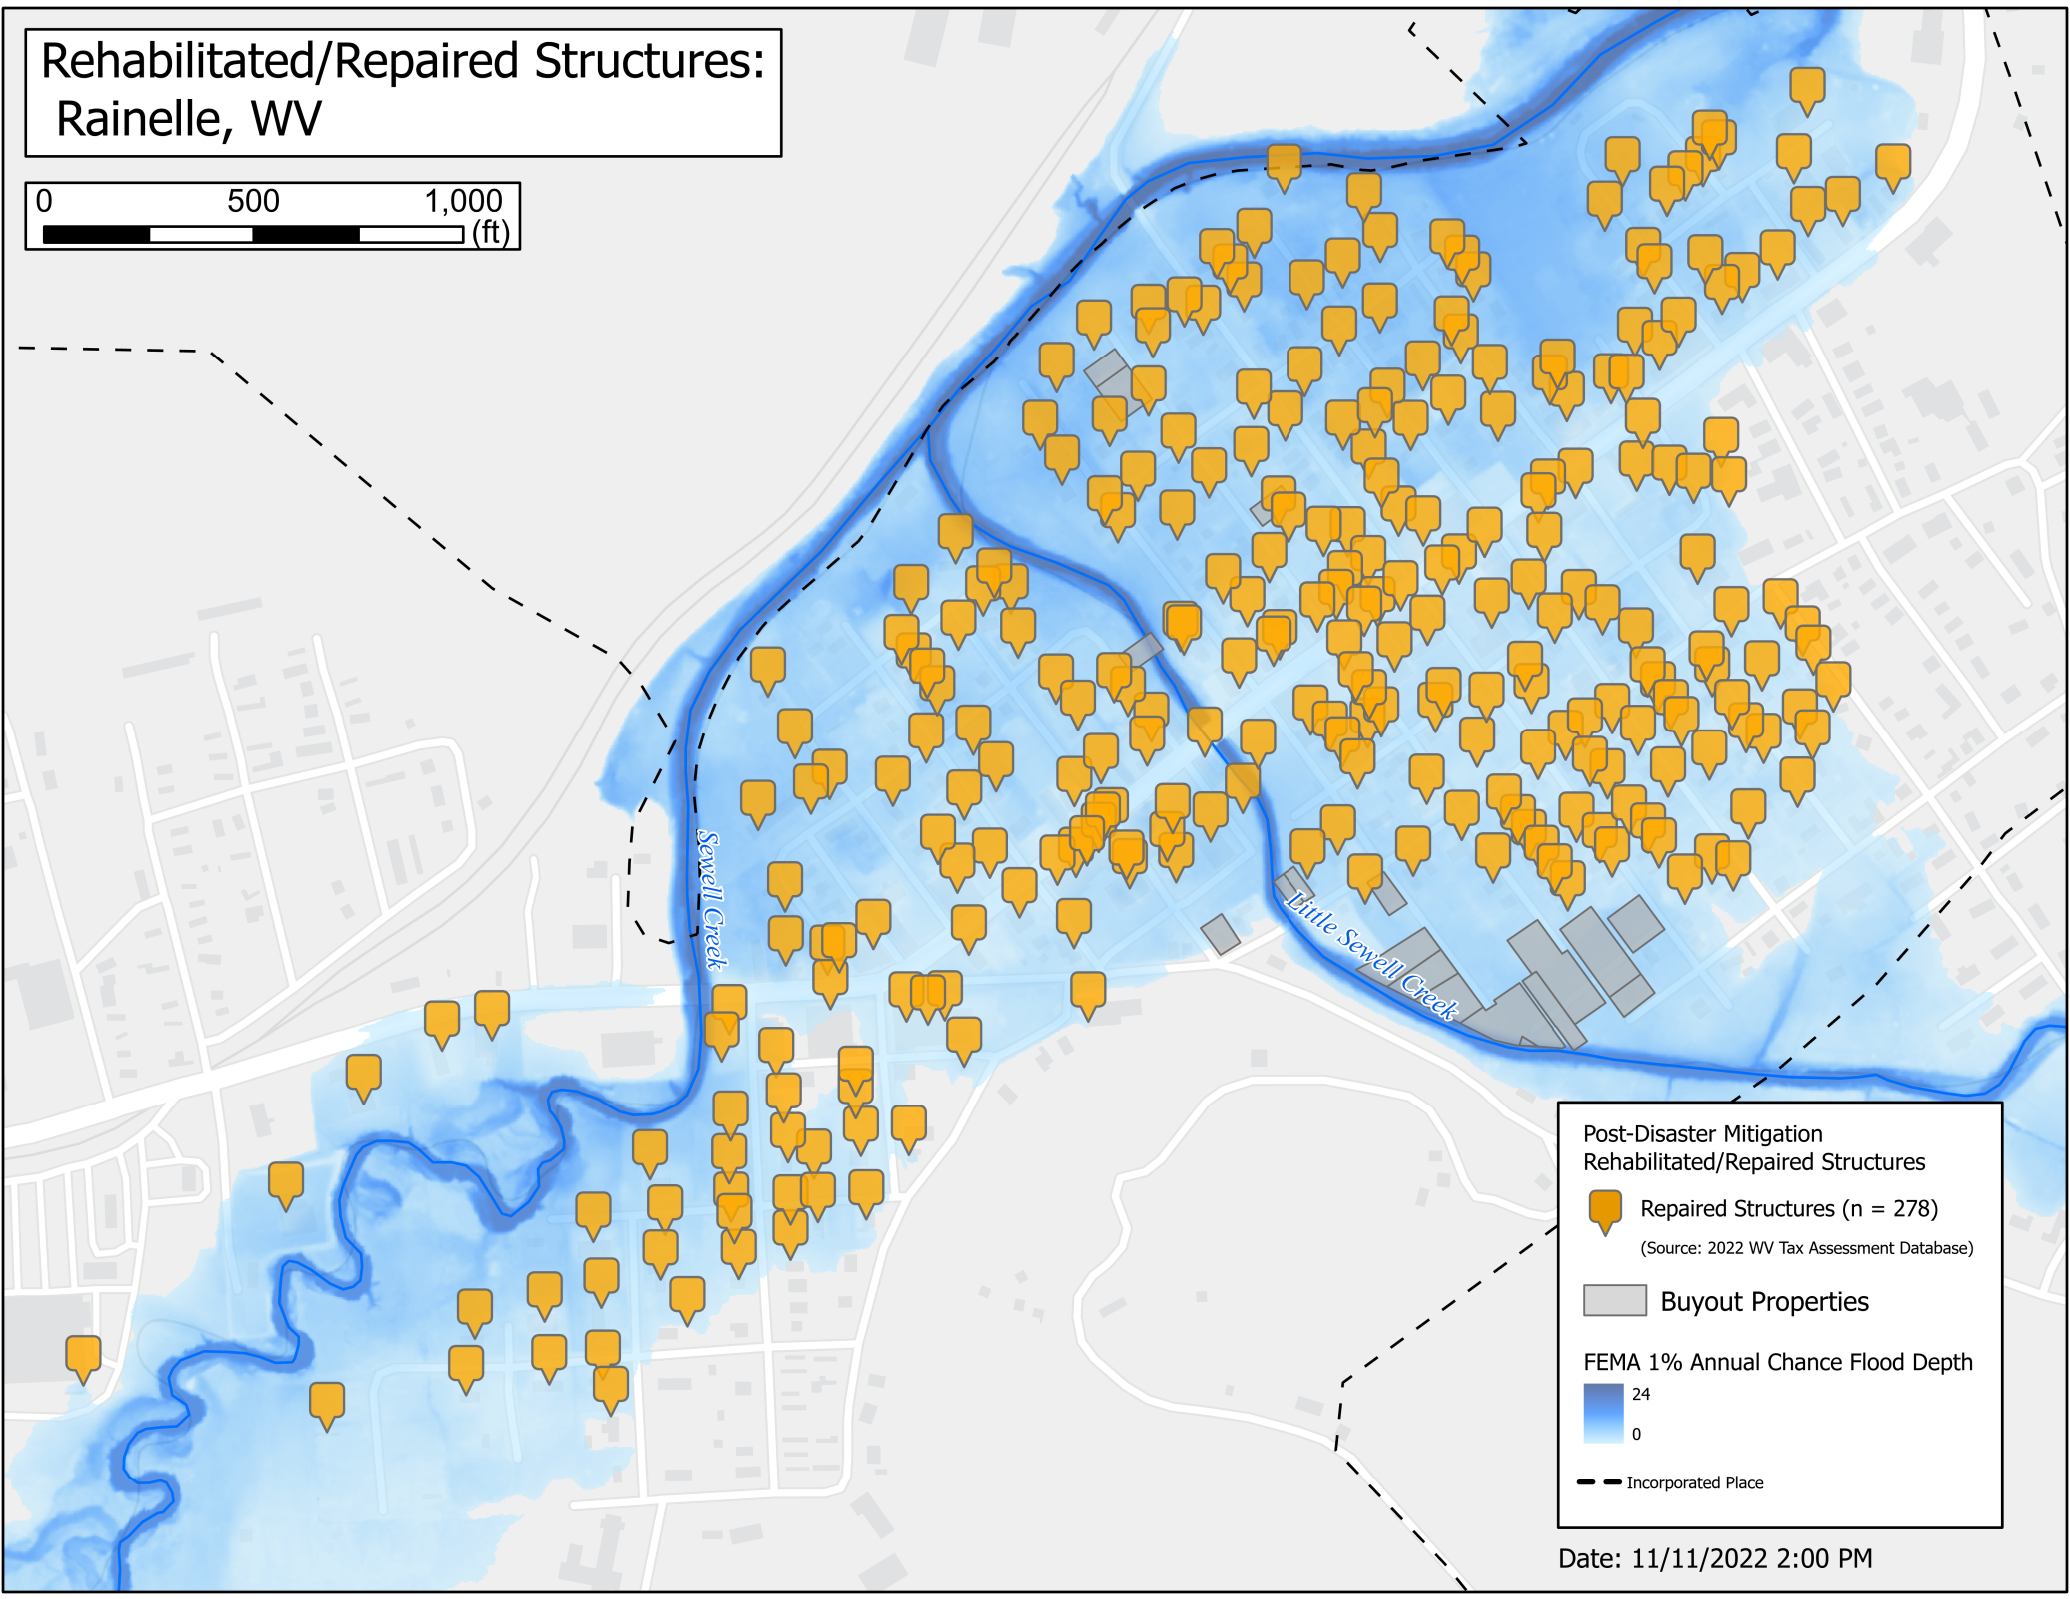 Rehabilitated/Repaired Structures:
Rainelle, WV
0 500 1,000
(ft)
Sewell Creek
Little Sewell Creek
Post-Disaster Mitigation
Rehabilitated/Repaired Structures
Repaired Structures (n = 278)
(Source: 2022 WV Tax Assessment Database)
Buyout Properties
FEMA 1% Annual Chance Flood Depth
24
0
Incorporated Place
Date: 11/11/2022 2:00 PM